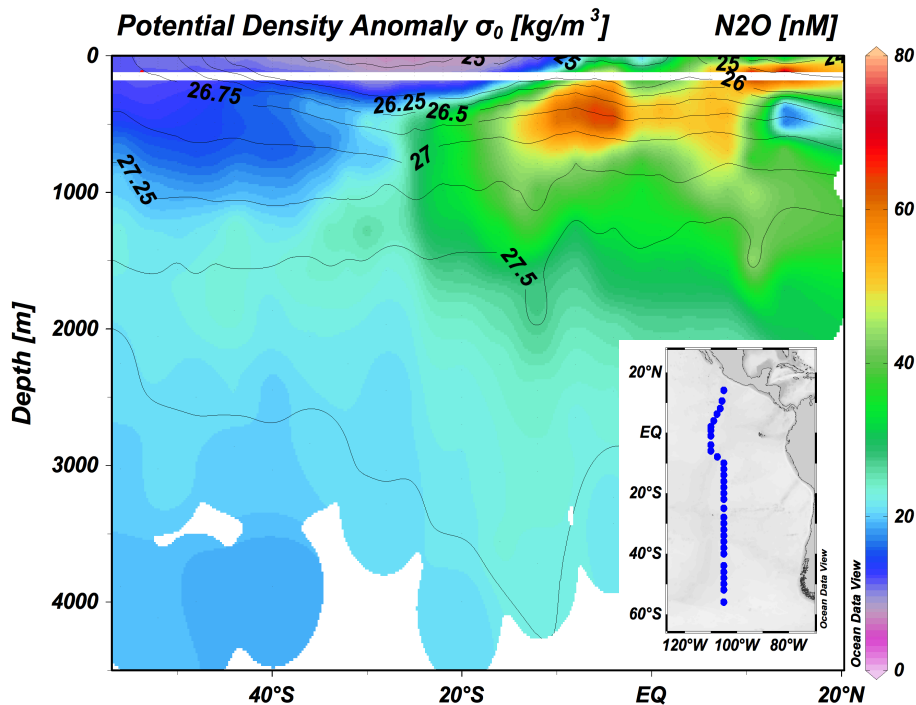 Potential Density Anomaly σ0 [kg/m3] N2O [nM]
0
1000
2000
3000
4000
Depth [m]
40°S 20°S EQ 20°N
25
25
25
24
26
26.75
26.25
26.5
27
27.25
27.5
80
60
40
20
0
Ocean Data View
20°N
EQ
20°S
40°S
60°S
120°W 100°W 80°W
Ocean Data View